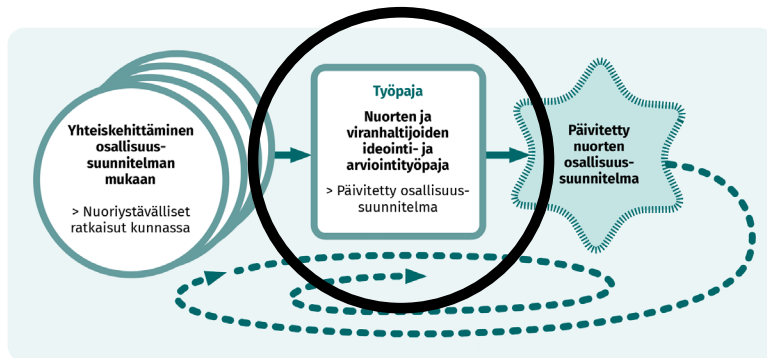 Yhteiskehittäminen
osallisuus-
suunnitelman
mukaan
> Nuoriystävälliset
ratkaisut kunnassa
Työpaja
Nuorten ja
viranhaltijoiden
ideointi- ja
arviointityöpaja
> Päivitetty osallisuus-
suunnitelma
Päivitetty
nuorten
osallisuus-
suunnitelma